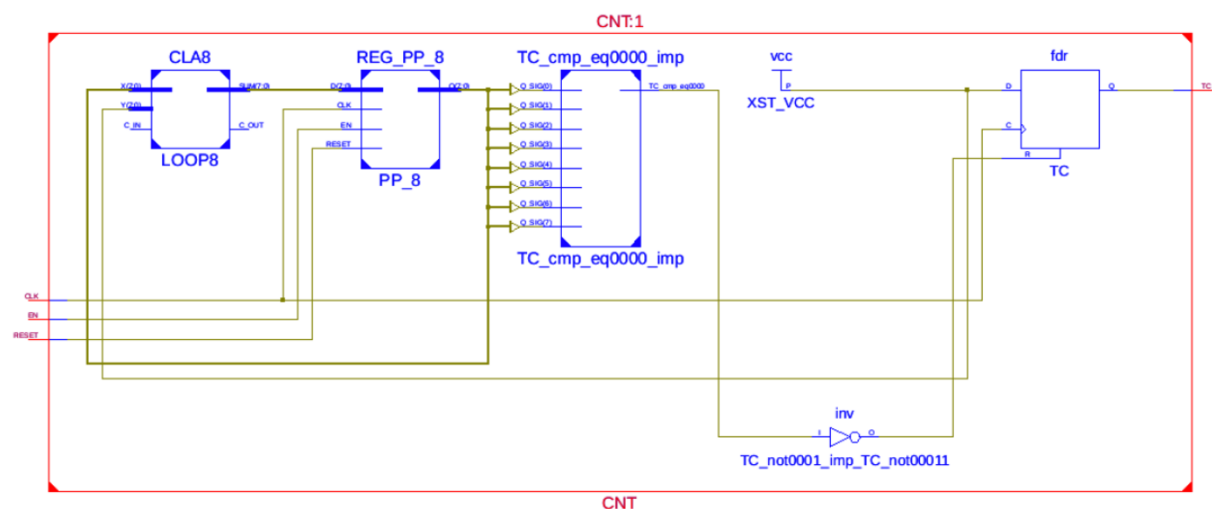 CNT:1
CLA8
REG_PP_8
TC_cmp_eq0000_imp
vcc
fdr
X(7:0)
SUM(7:0)
D(7:0)
Q(7:0)
Q_SIG(0)
TC_cmp_eq0000
P
D
Q
TC
XST_VCC
Y(7:0)
CLK
Q_SIG(1)
C_IN
C_OUT
EN
Q_SIG(2)
C
RESET
Q_SIG(3)
LOOP8
R
Q_SIG(4)
TC
PP_8
Q_SIG(5)
Q_SIG(6)
Q_SIG(7)
TC_cmp_eq0000_imp
CLK
EN
RESET
inv
I
O
TC_not0001_imp_TC_not00011
CNT